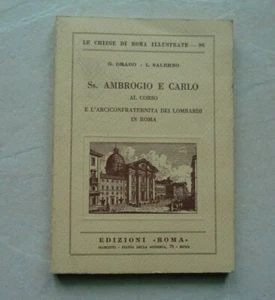 LE CHIESE DI ROMA ILLUSTRATE
G. DRAGO - L. SALERNO
Ss. AMBROGIO E CARLO
AL CORSO
E L'ARCICONFRATERNITA DEI LOMBARDI
IN ROMA
EDIZIONI «ROMA»
ROMA